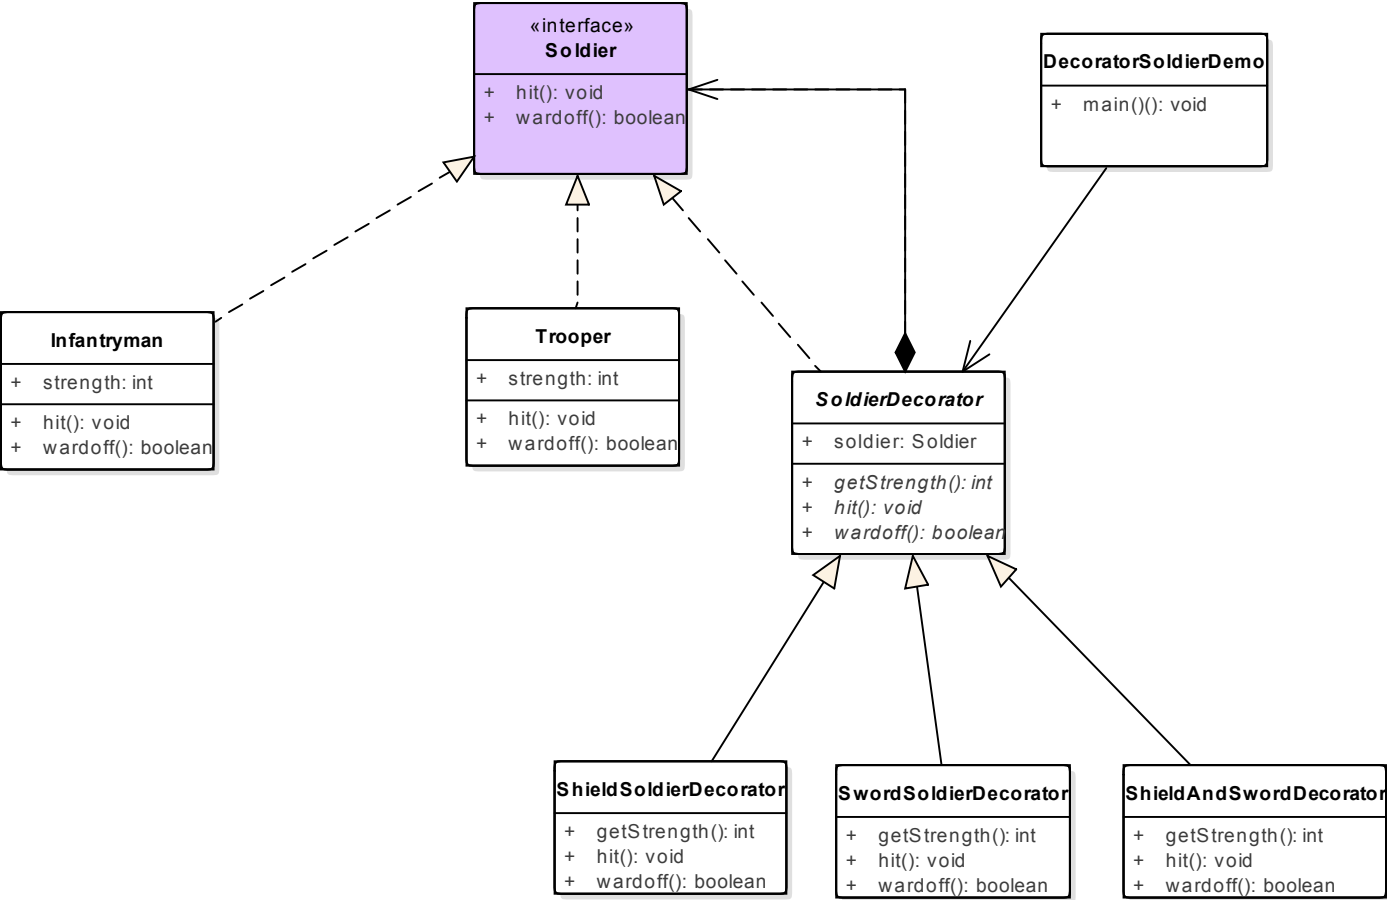 «interface»
Soldier
+ hit(): void
+ wardoff(): boolean
DecoratorSoldierDemo
+ main()(): void
Infantryman
+ strength: int
+ hit(): void
+ wardoff(): boolean
Trooper
+ strength: int
+ hit(): void
+ wardoff(): boolean
SoldierDecorator
+ soldier: Soldier
+ getStrength(): int
+ hit(): void
+ wardoff(): boolean
ShieldSoldierDecorator
+ getStrength(): int
+ hit(): void
+ wardoff(): boolean
SwordSoldierDecorator
+ getStrength(): int
+ hit(): void
+ wardoff(): boolean
ShieldAndSwordDecorator
+ getStrength(): int
+ hit(): void
+ wardoff(): boolean